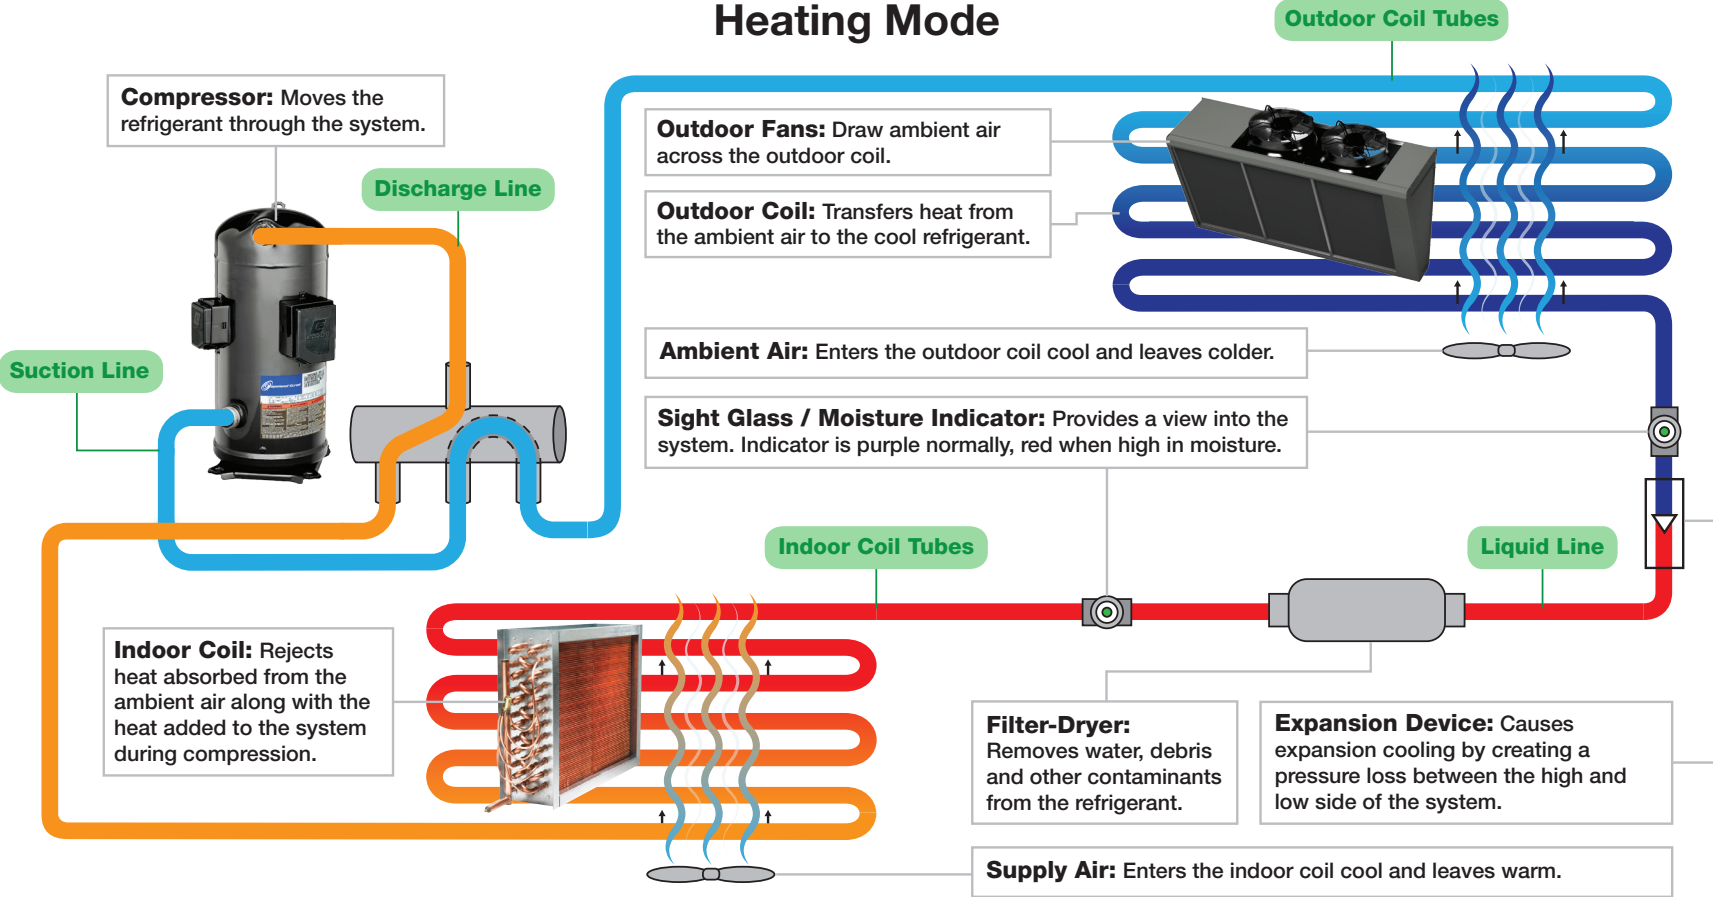 Heating Mode
Outdoor Coil Tubes
Compressor: Moves the
refrigerant through the system.
Discharge Line
Outdoor Fans: Draw ambient air
across the outdoor coil.
Outdoor Coil: Transfers heat from
the ambient air to the cool refrigerant.
Suction Line
Ambient Air: Enters the outdoor coil cool and leaves colder.
Sight Glass / Moisture Indicator: Provides a view into the
system. Indicator is purple normally, red when high in moisture.
Indoor Coil Tubes
Liquid Line
Indoor Coil: Rejects
heat absorbed from the
ambient air along with the
heat added to the system
during compression.
Filter-Dryer:
Removes water, debris
and other contaminants
from the refrigerant.
Expansion Device: Causes
expansion cooling by creating a
pressure loss between the high and
low side of the system.
Supply Air: Enters the indoor coil cool and leaves warm.